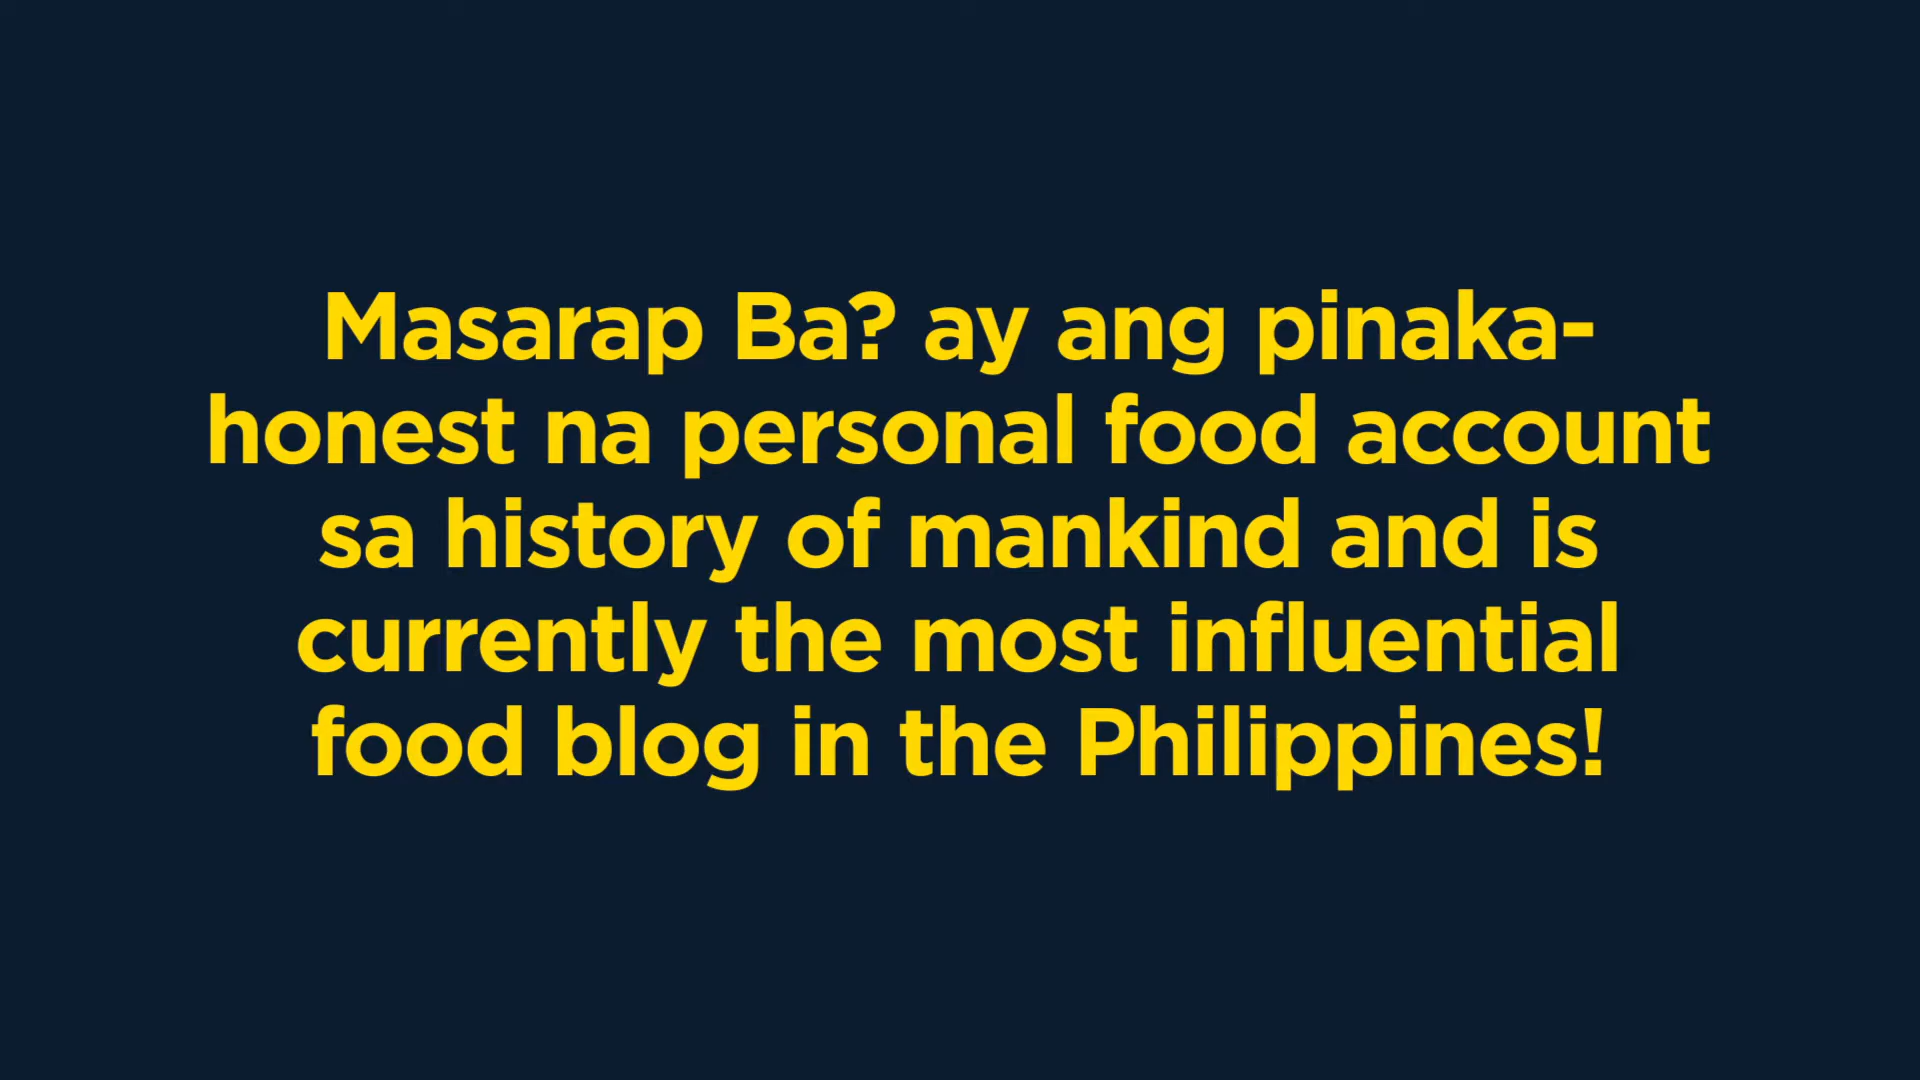 Masarap Ba? ay ang pinaka-
honest na personal food account
sa history of mankind and is
currently the most influential
food blog in the Philippines!